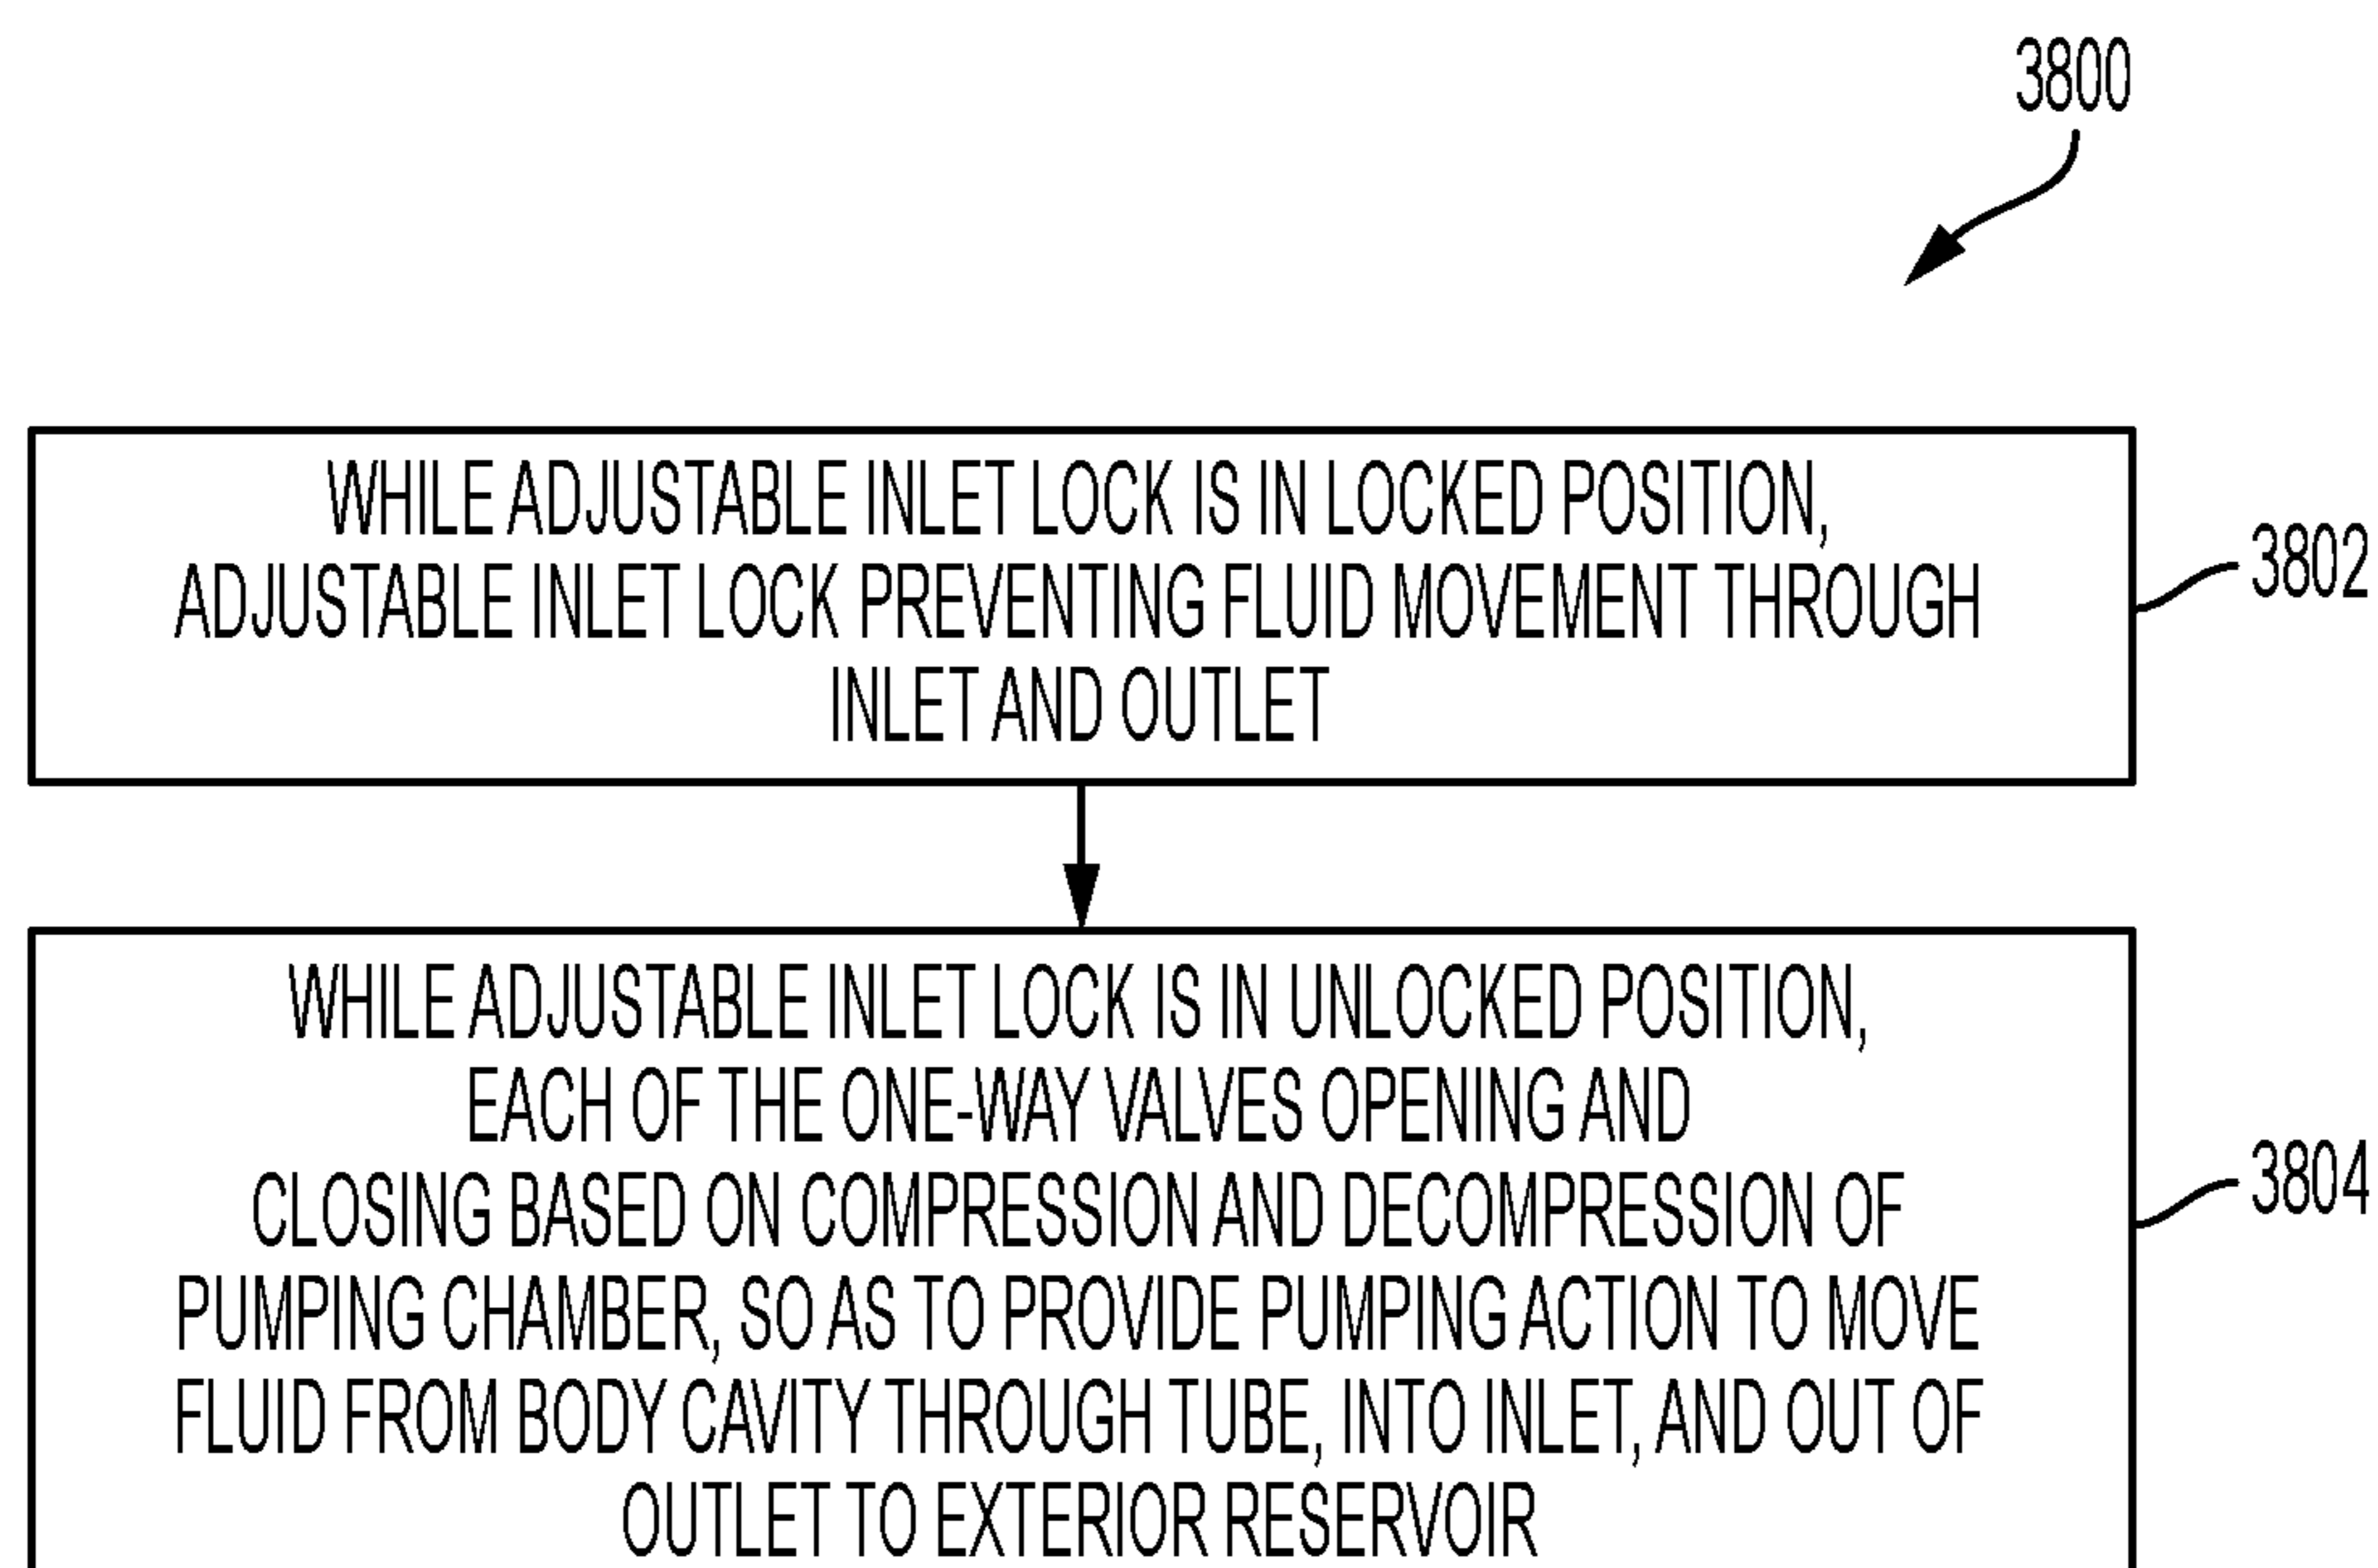 3800
WHILE ADJUSTABLE INLET LOCK IS IN LOCKED POSITION,
ADJUSTABLE INLET LOCK PREVENTING FLUID MOVEMENT THROUGH
INLET AND OUTLET
3802
WHILE ADJUSTABLE INLET LOCK IS IN UNLOCKED POSITION,
EACH OF THE ONE-WAY VALVES OPENING AND
CLOSING BASED ON COMPRESSION AND DECOMPRESSION OF
PUMPING CHAMBER, SO AS TO PROVIDE PUMPING ACTION TO MOVE
FLUID FROM BODY CAVITY THROUGH TUBE, INTO INLET, AND OUT OF
OUTLET TO EXTERIOR RESERVOIR
3804